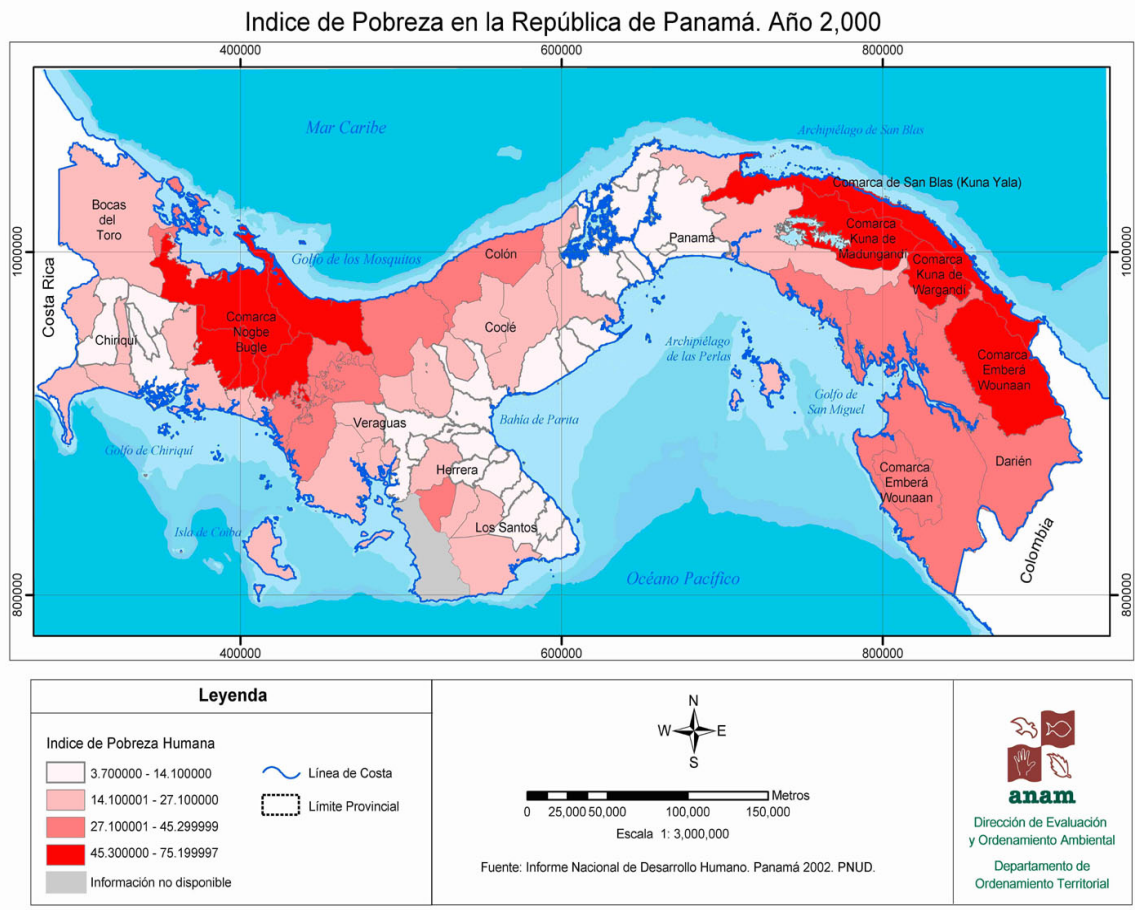 Indice de Pobreza en la República de Panamá. Año 2,000
400000
600000
800000
Mar Caribe
Archipiélago de San Blas
Comarca de San Blas (Kuna Yala)
Bocas
del
Toro
Comarca
Kuna de
Madungandi
Panamá
1000000
1000000
Golfo de los Mosquitos
Colón
Comarca
Kuna de
Wargandi
Costa Rica
Comarca
Nogbe
Bugle
Coclé
Chiriquí
Archipiélago
de las Perlas
Comarca
Emberá
Wounaan
Golfo de
San Miguel
Veraguas
Bahía de Parita
Golfo de Chiriquí
Herrera
Comarca
Emberá
Wounaan
Darién
Isla de Coiba
Los Santos
Colombia
Océano Pacífico
800000
800000
400000
600000
800000
Leyenda
Indice de Pobreza Humana
3.700000 - 14.100000
14.100001 - 27.100000
27.100001 - 45.299999
45.300000 - 75.199997
Información no disponible
Línea de Costa
Límite Provincial
N
W
E
S
Metros
0 25,000 50,000 100,000 150,000
Escala 1: 3,000,000
Fuente: Informe Nacional de Desarrollo Humano. Panamá 2002. PNUD.
anam
Dirección de Evaluación
y Ordenamiento Ambiental
Departamento de
Ordenamiento Territorial